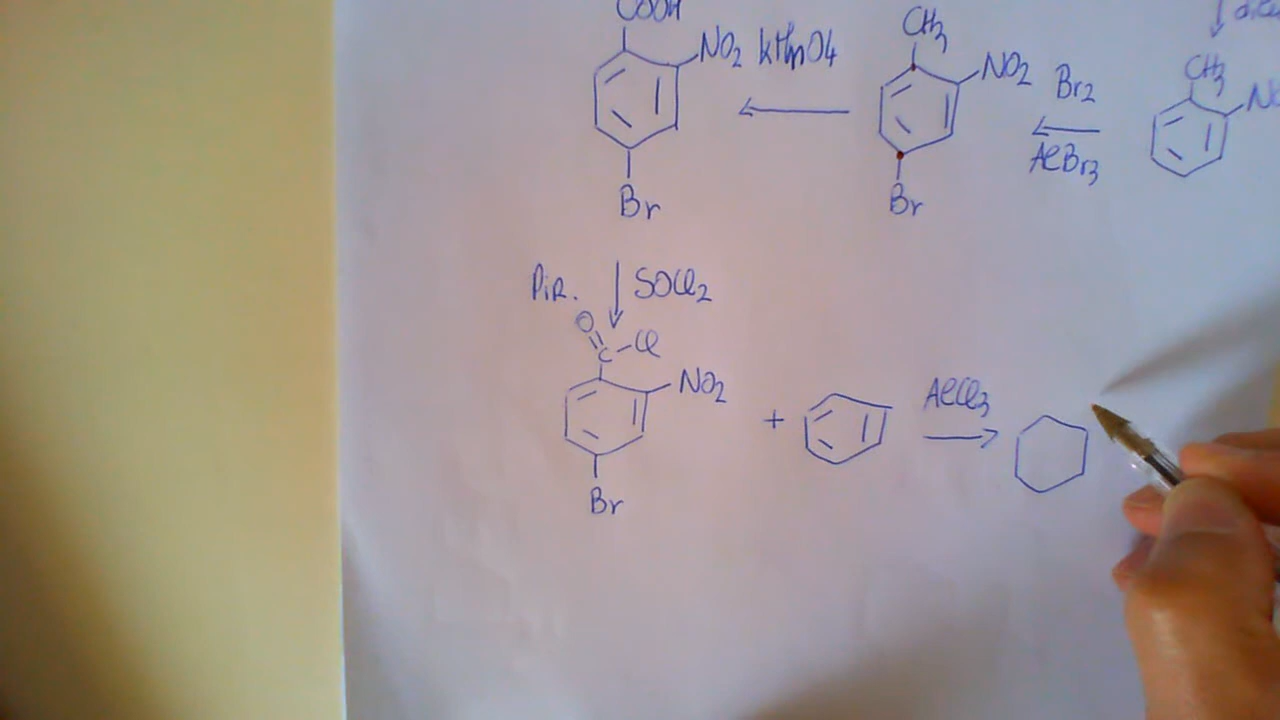 COOH
NO2 KMnO4
CH3
NO2
Br2
AlBr3
CH3
Br
Br
Pir.
SOCl2
O
C
Cl
NO2
+
AlCl3
Br